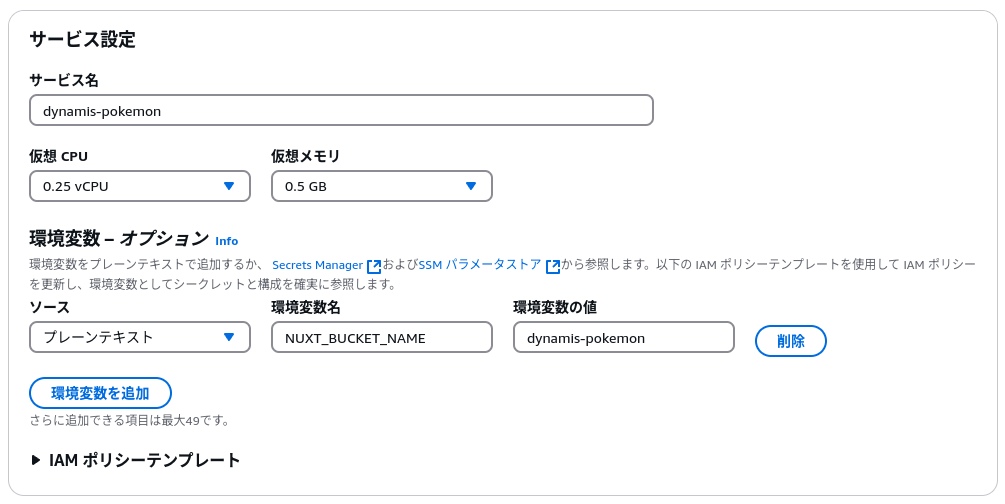 サービス設定
サービス名
dynamis-pokemon
仮想 CPU 仮想メモリ
0.25 vCPU 0.5 GB
環境変数 – オプション Info
環境変数をプレーンテキストで追加するか、 Secrets Manager およびSSM パラメータストア から参照します。以下の IAM ポリシーテンプレートを使用して IAM ポリシー
を更新し、環境変数としてシークレットと構成を確実に参照します。
ソース 環境変数名 環境変数の値
プレーンテキスト NUXT_BUCKET_NAME dynamis-pokemon 削除
環境変数を追加
さらに追加できる項目は最大49です。
IAM ポリシーテンプレート